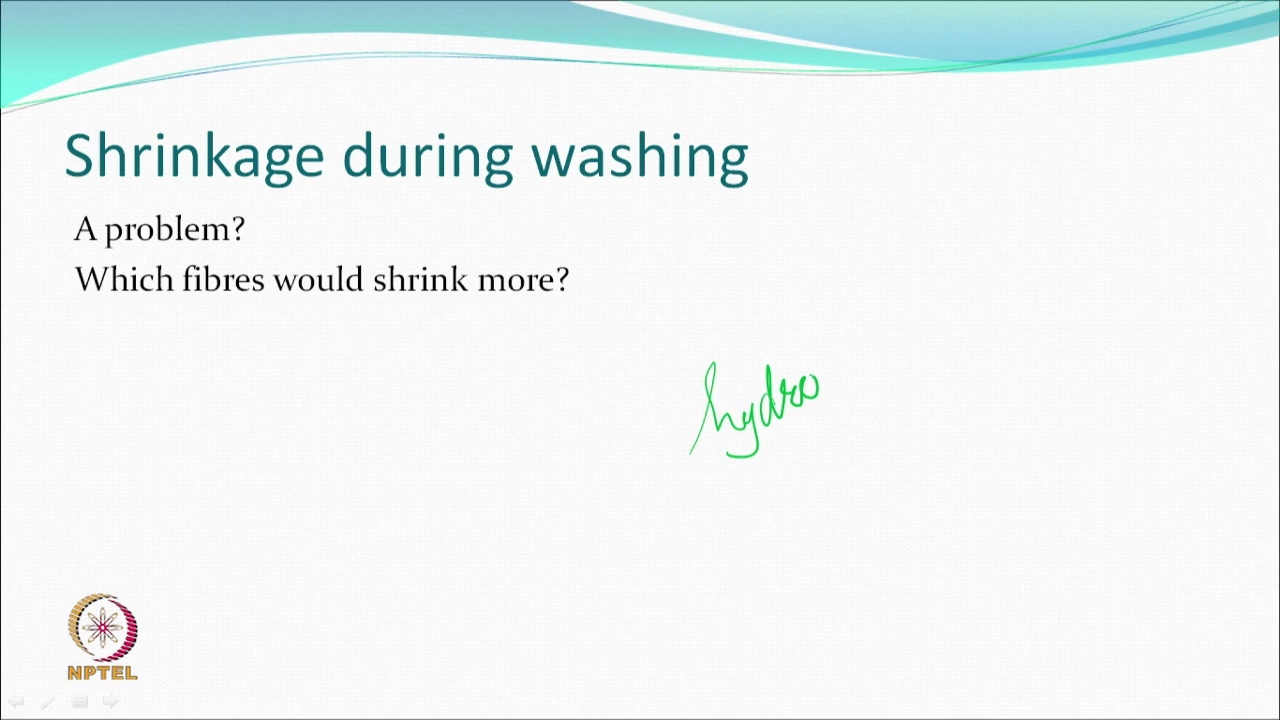 Shrinkage during washing
A problem?
Which fibres would shrink more?
hydro
NPTEL